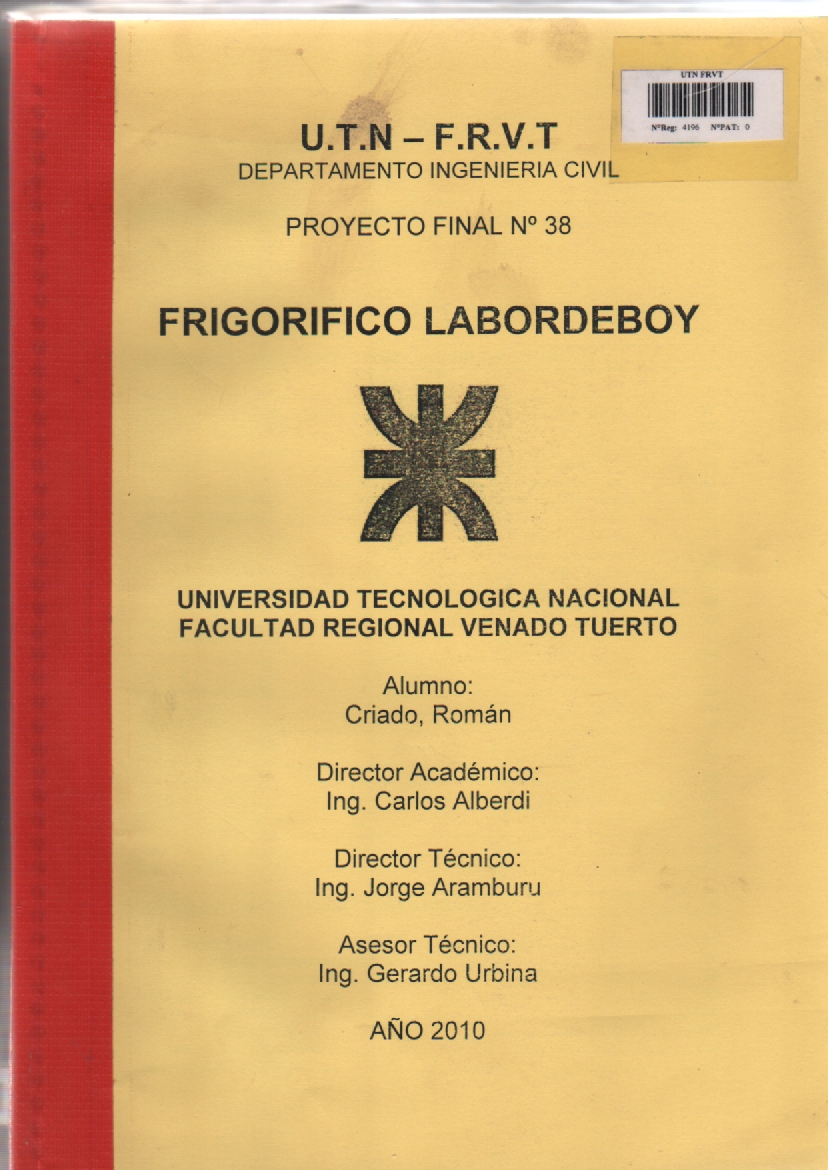 UTN FRVT
NºReg: 4196 NºPAT: 0
U.T.N – F.R.V.T
DEPARTAMENTO INGENIERIA CIVIL
PROYECTO FINAL Nº 38
FRIGORIFICO LABORDEBOY
UNIVERSIDAD TECNOLOGICA NACIONAL
FACULTAD REGIONAL VENADO TUERTO
Alumno:
Criado, Román
Director Académico:
Ing. Carlos Alberdi
Director Técnico:
Ing. Jorge Aramburu
Asesor Técnico:
Ing. Gerardo Urbina
AÑO 2010